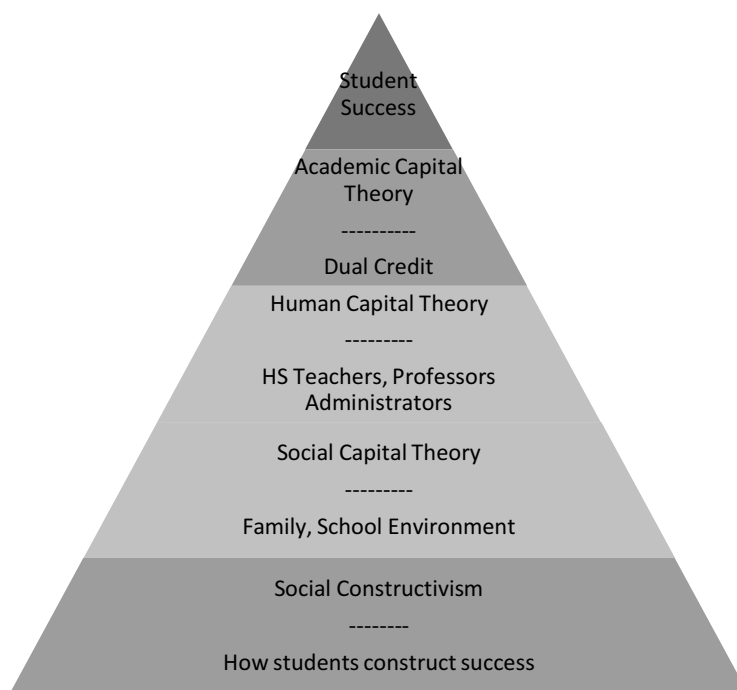 Student
Success
Academic Capital
Theory
----------
Dual Credit
Human Capital Theory
---------
HS Teachers, Professors
Administrators
Social Capital Theory
---------
Family, School Environment
Social Constructivism
--------
How students construct success